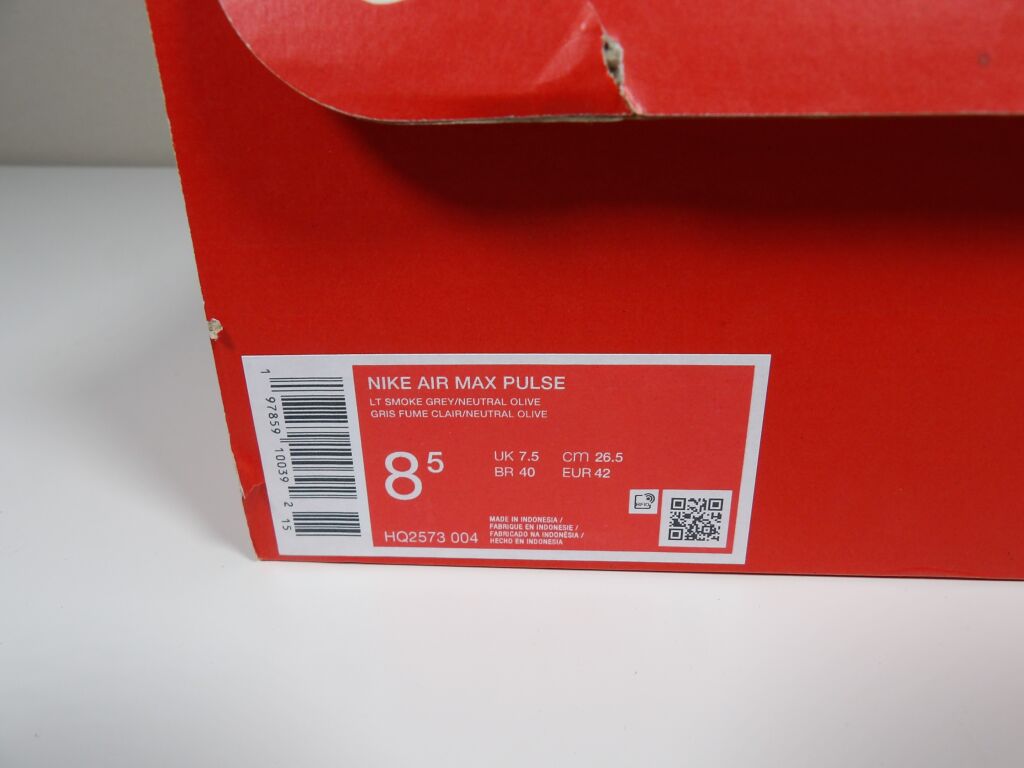 NIKE AIR MAX PULSE
LT SMOKE GREY/NEUTRAL OLIVE
GRIS FUME CLAIR/NEUTRAL OLIVE
8 5
UK 7.5 cm 26.5
BR 40 EUR 42
HQ2573 004
MADE IN INDONESIA /
FABRIQUE EN INDONESIE /
FABRICADO NA INDONÉSIA /
HECHO EN INDONESIA
1 97859 10039 2 15